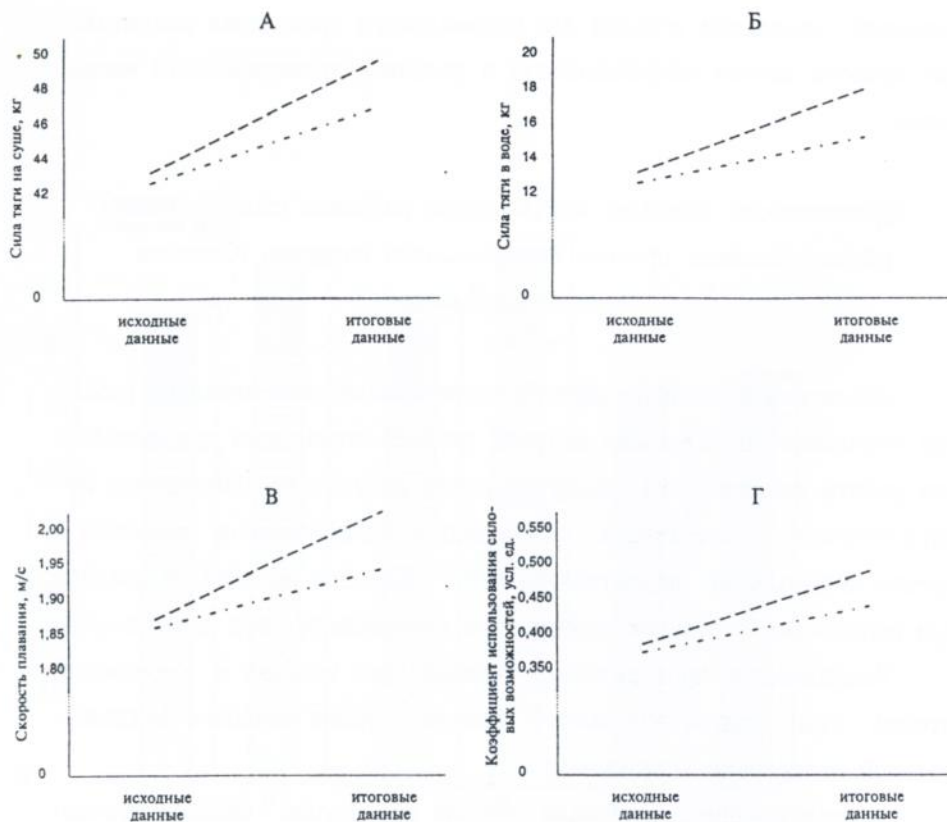 А
Сила тяги на суше, кг
50
48
46
44
42
0
исходные
данные
итоговые
данные
Б
Сила тяги в воде, кг
20
18
16
14
12
0
исходные
данные
итоговые
данные
В
Скорость плавания, м/с
2,00
1,95
1,90
1,85
1,80
0
исходные
данные
итоговые
данные
Г
Коэффициент использования сило-
вых возможностей, усл. ед.
0,550
0,500
0,450
0,400
0,350
0
исходные
данные
итоговые
данные